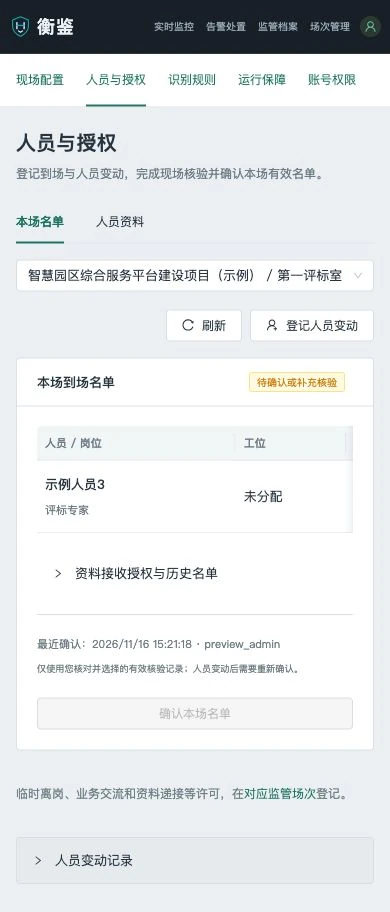 衡鉴
实时监控 告警处置 监管档案 场次管理
现场配置 人员与授权 识别规则 运行保障 账号权限
人员与授权
登记到场与人员变动，完成现场核验并确认本场有效名单。
本场名单 人员资料
智慧园区综合服务平台建设项目（示例） / 第一评标室
刷新 登记人员变动
本场到场名单 待确认或补充核验
人员 / 岗位 工位
示例人员3
评标专家
未分配
资料接收授权与历史名单
最近确认：2026/11/16 15:21:18 · preview_admin
仅使用您核对并选择的有效核验记录；人员变动后需要重新确认。
确认本场名单
临时离岗、业务交流和资料递接等许可，在对应监管场次登记。
人员变动记录